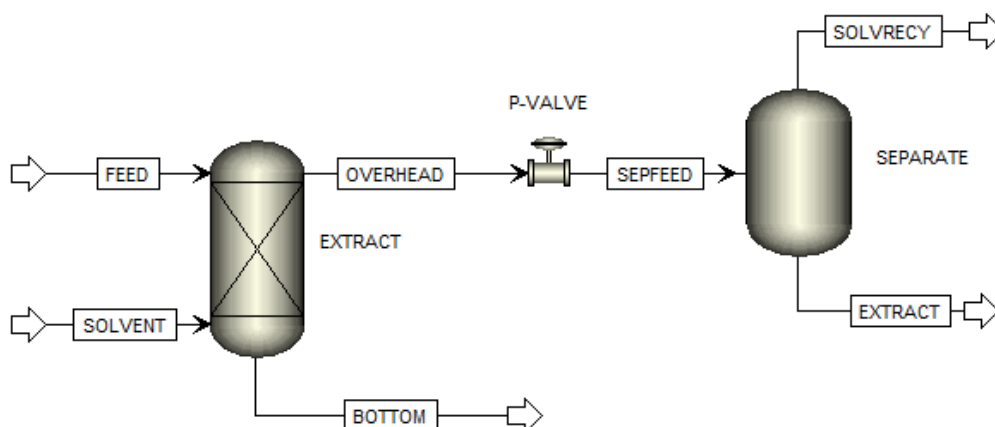 SOLVRECY
P-VALVE
FEED
OVERHEAD
SEPFEED
SEPARATE
EXTRACT
SOLVENT
EXTRACT
BOTTOM